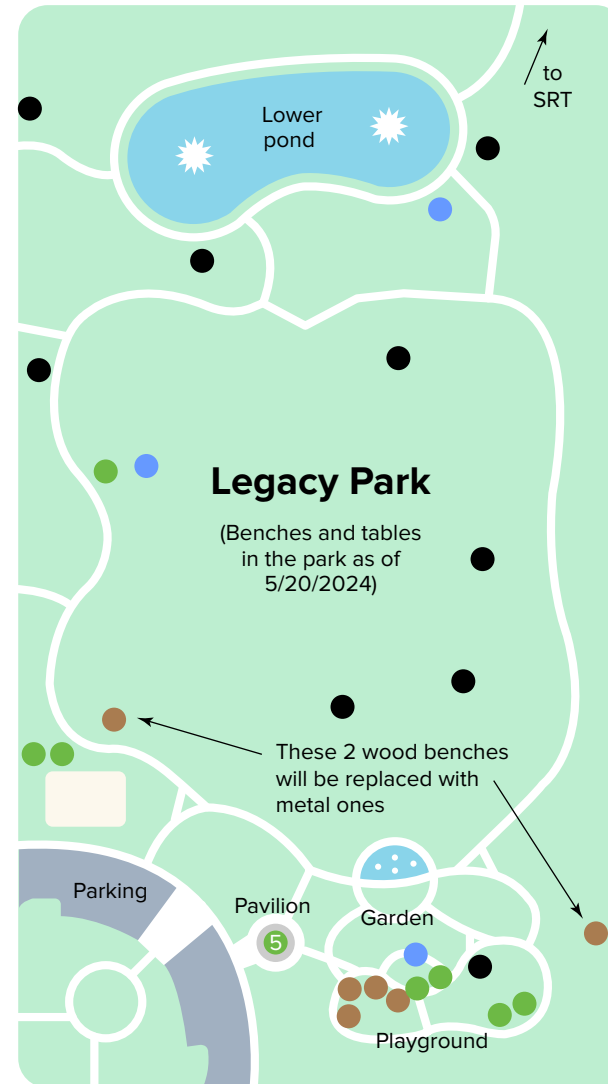 to
SRT
Lower
pond
Legacy Park
(Benches and tables
in the park as of
5/20/2024)
These 2 wood benches
will be replaced with
metal ones
Parking
Pavilion
5
Garden
Playground